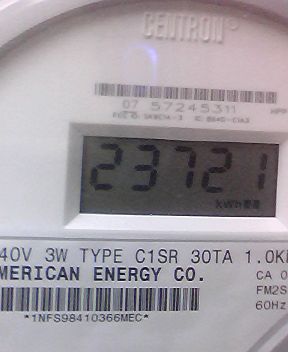 CENTRON®
07 57245311
23721
kWh
40V 3W TYPE C1SR 30TA 1.0K
MERICAN ENERGY CO.
CA 0
FM2S
60Hz
*1NFS98410366MEC*